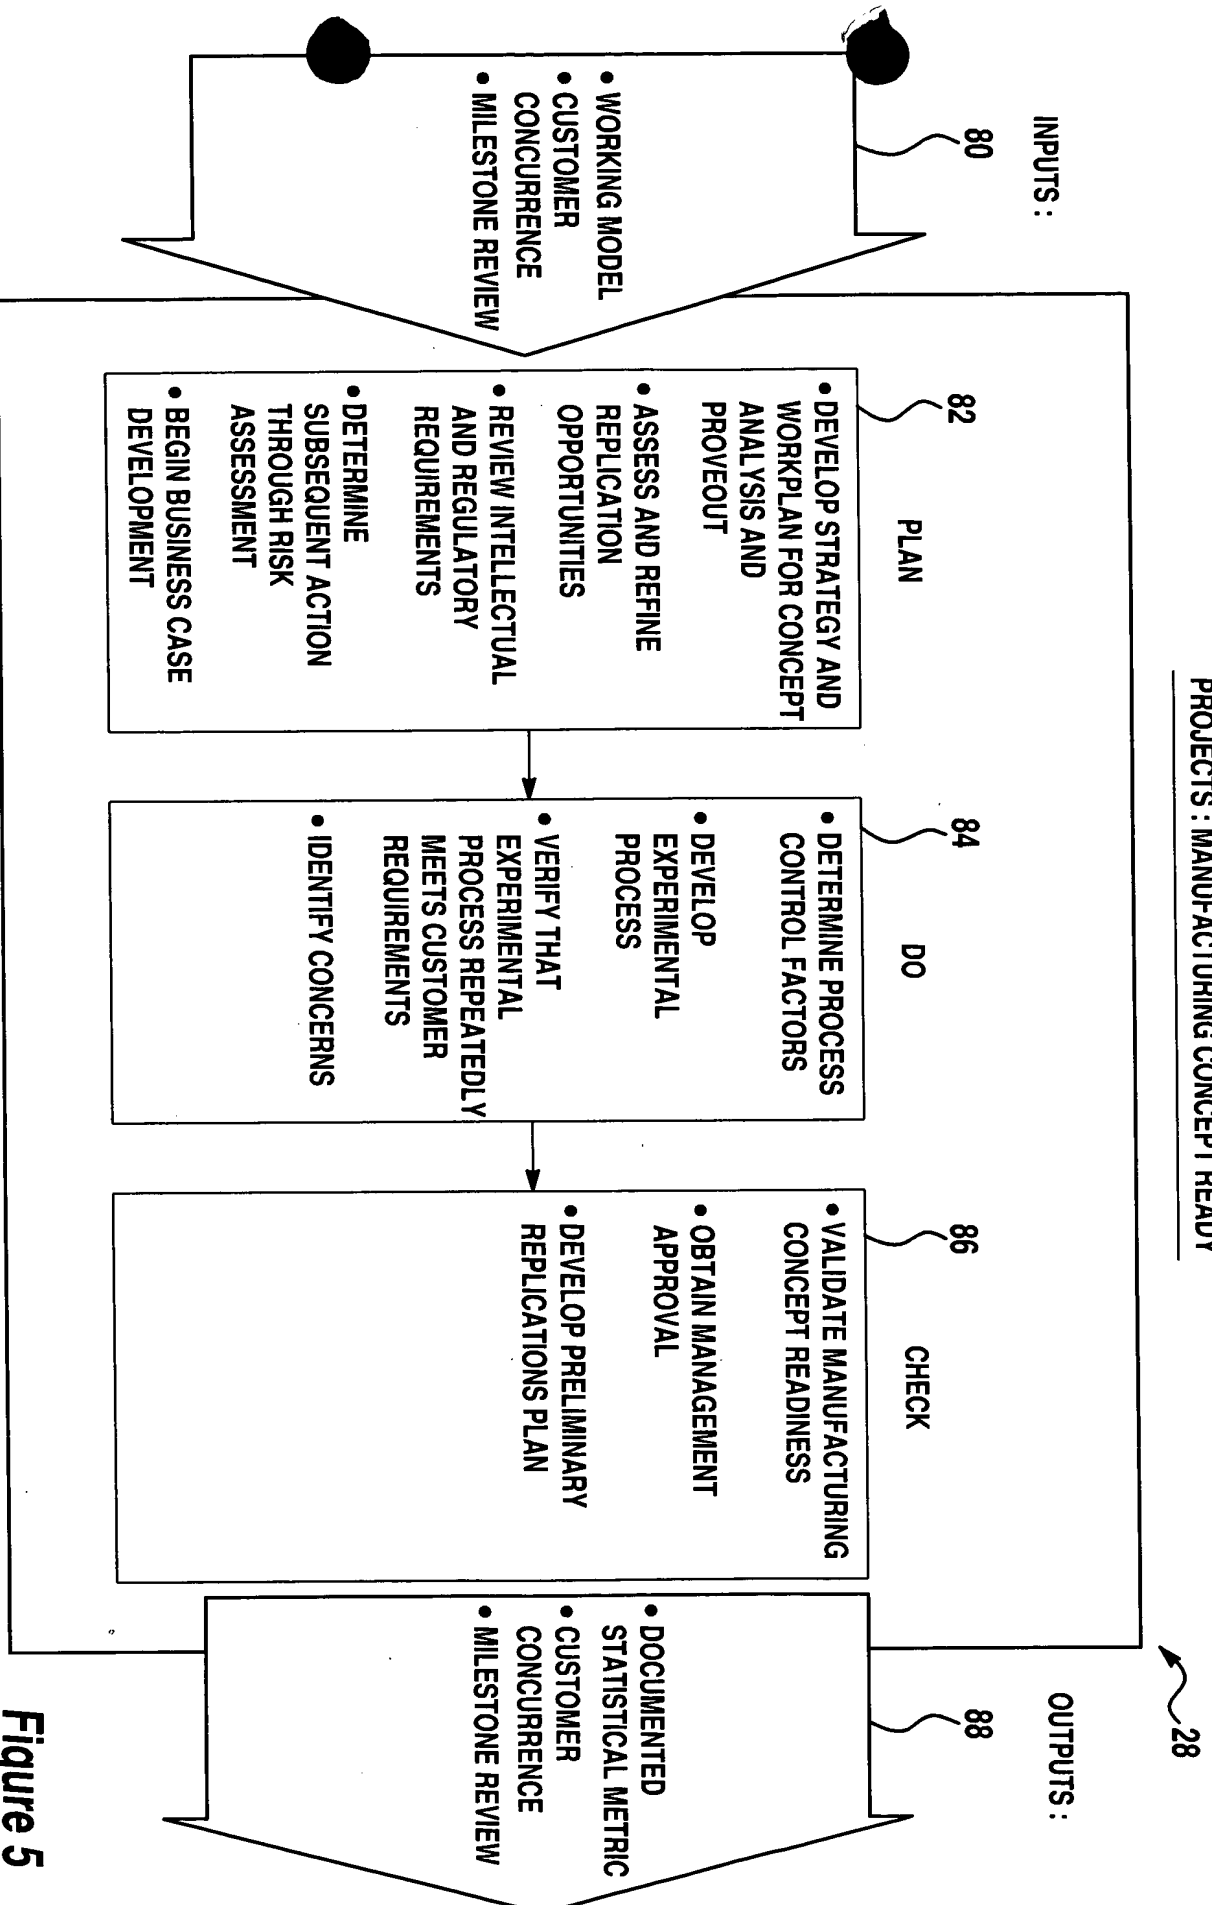 PROJECTS : MANUFACTURING CONCEPT READY
28
INPUTS :
80
• WORKING MODEL
• CUSTOMER
CONCURRENCE
• MILESTONE REVIEW
PLAN
82
• DEVELOP STRATEGY AND
WORKPLAN FOR CONCEPT
ANALYSIS AND
PROVEOUT
• ASSESS AND REFINE
REPLICATION
OPPORTUNITIES
• REVIEW INTELLECTUAL
AND REGULATORY
REQUIREMENTS
• DETERMINE
SUBSEQUENT ACTION
THROUGH RISK
ASSESSMENT
• BEGIN BUSINESS CASE
DEVELOPMENT
DO
84
• DETERMINE PROCESS
CONTROL FACTORS
• DEVELOP
EXPERIMENTAL
PROCESS
• VERIFY THAT
EXPERIMENTAL
PROCESS REPEATEDLY
MEETS CUSTOMER
REQUIREMENTS
• IDENTIFY CONCERNS
CHECK
86
• VALIDATE MANUFACTURING
CONCEPT READINESS
• OBTAIN MANAGEMENT
APPROVAL
• DEVELOP PRELIMINARY
REPLICATIONS PLAN
OUTPUTS :
88
• DOCUMENTED
STATISTICAL METRIC
• CUSTOMER
CONCURRENCE
• MILESTONE REVIEW
Figure 5